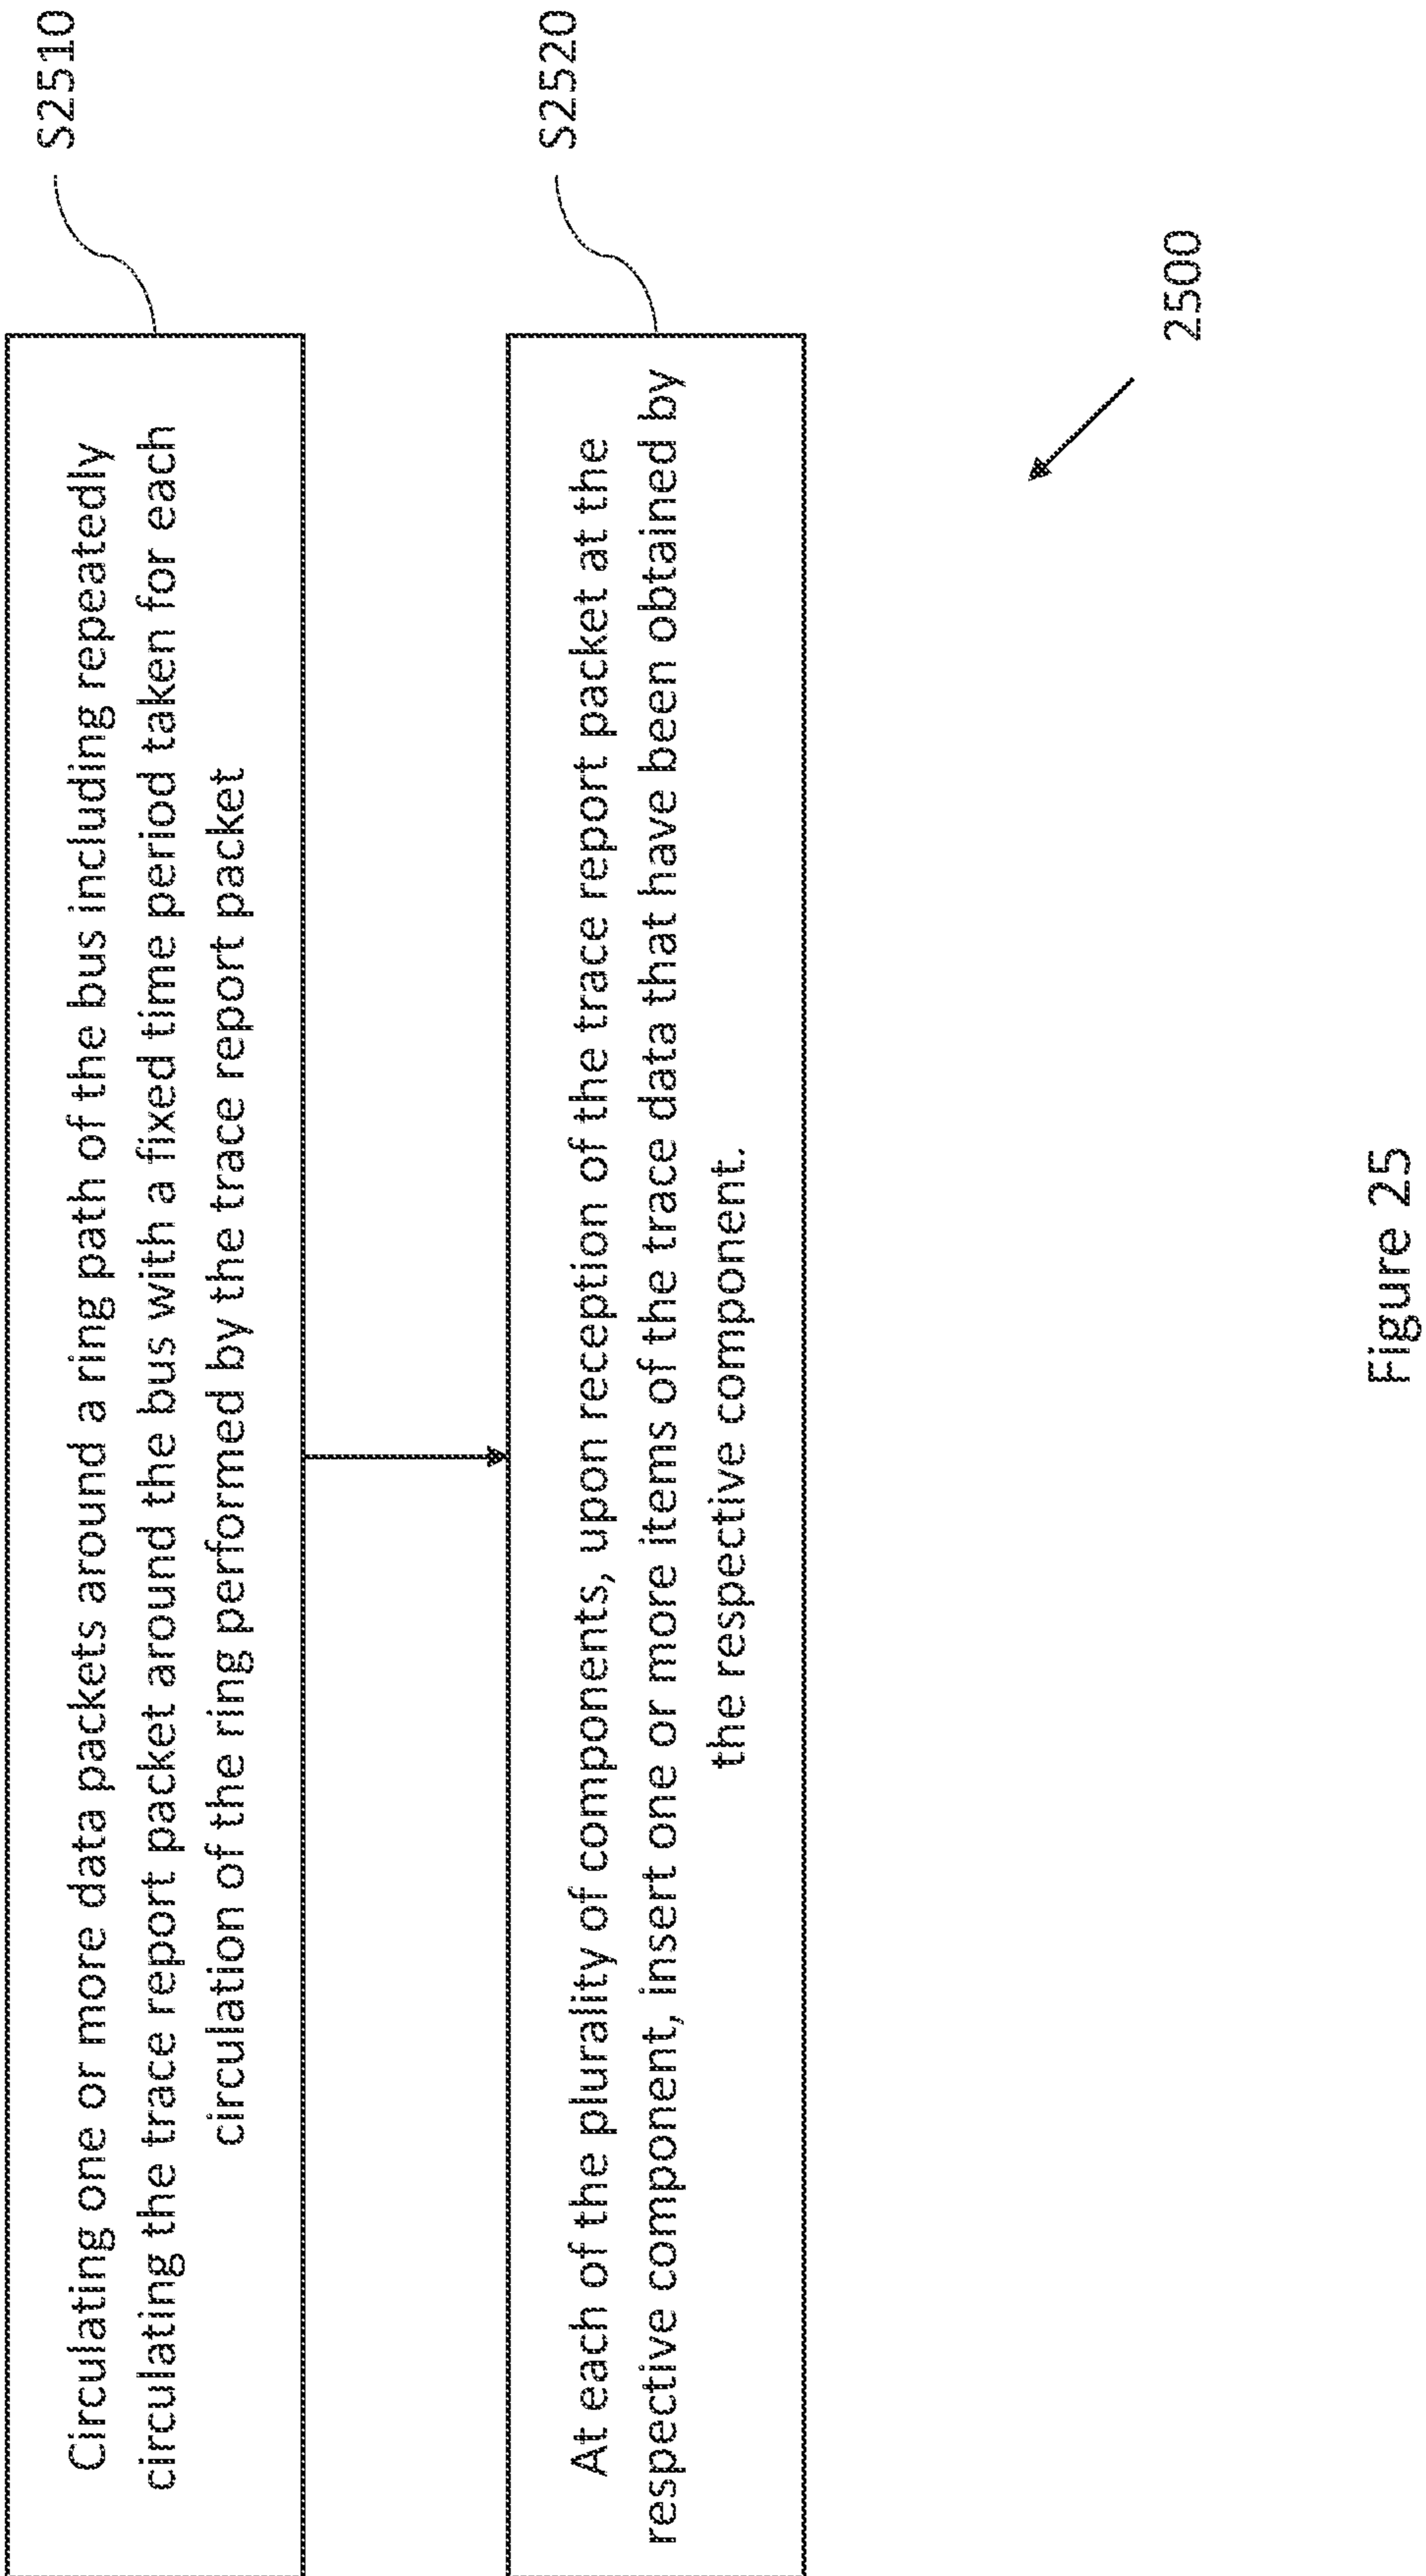 Circulating one or more data packets around a ring path of the bus including repeatedly
circulating the trace report packet around the bus with a fixed time period taken for each
circulation of the ring performed by the trace report packet
S2510
At each of the plurality of components, upon reception of the trace report packet at the
respective component, insert one or more items of the trace data that have been obtained by
the respective component.
S2520
2500
Figure 25